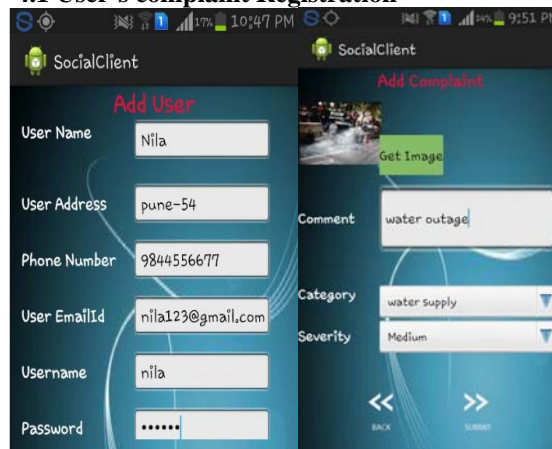 4.1 User's complaint Registration
17% 10:47 PM
SocialClient
Add User
User Name Nila
User Address pune-54
Phone Number 9844556677
User EmailId nila123@gmail.com
Username nila
Password ••••••
24% 9:51 PM
SocialClient
Add Complaint
Get Image
Comment water outage
Category water supply
Severity Medium
BACK SUBMIT